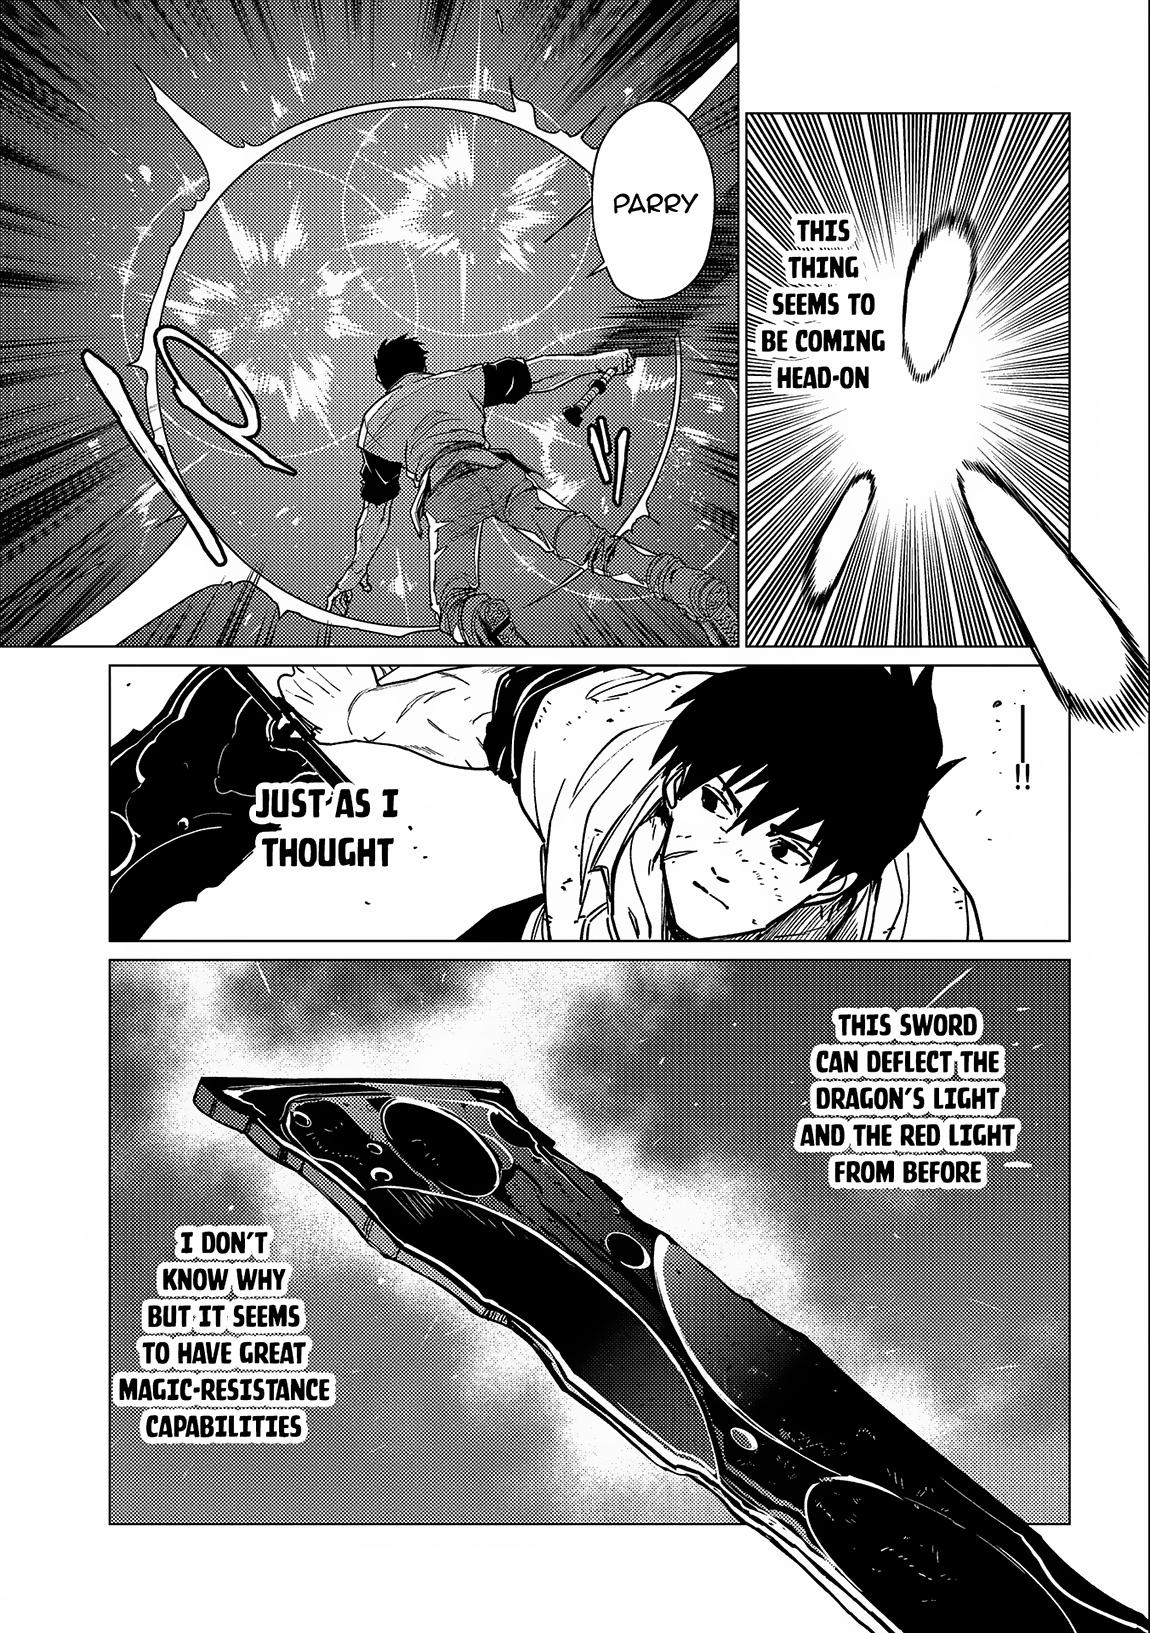 THIS
THING
SEEMS TO
BE COMING
HEAD-ON
PARRY
!!
JUST AS I
THOUGHT
THIS SWORD
CAN DEFLECT THE
DRAGON'S LIGHT
AND THE RED LIGHT
FROM BEFORE
I DON'T
KNOW WHY
BUT IT SEEMS
TO HAVE GREAT
MAGIC-RESISTANCE
CAPABILITIES